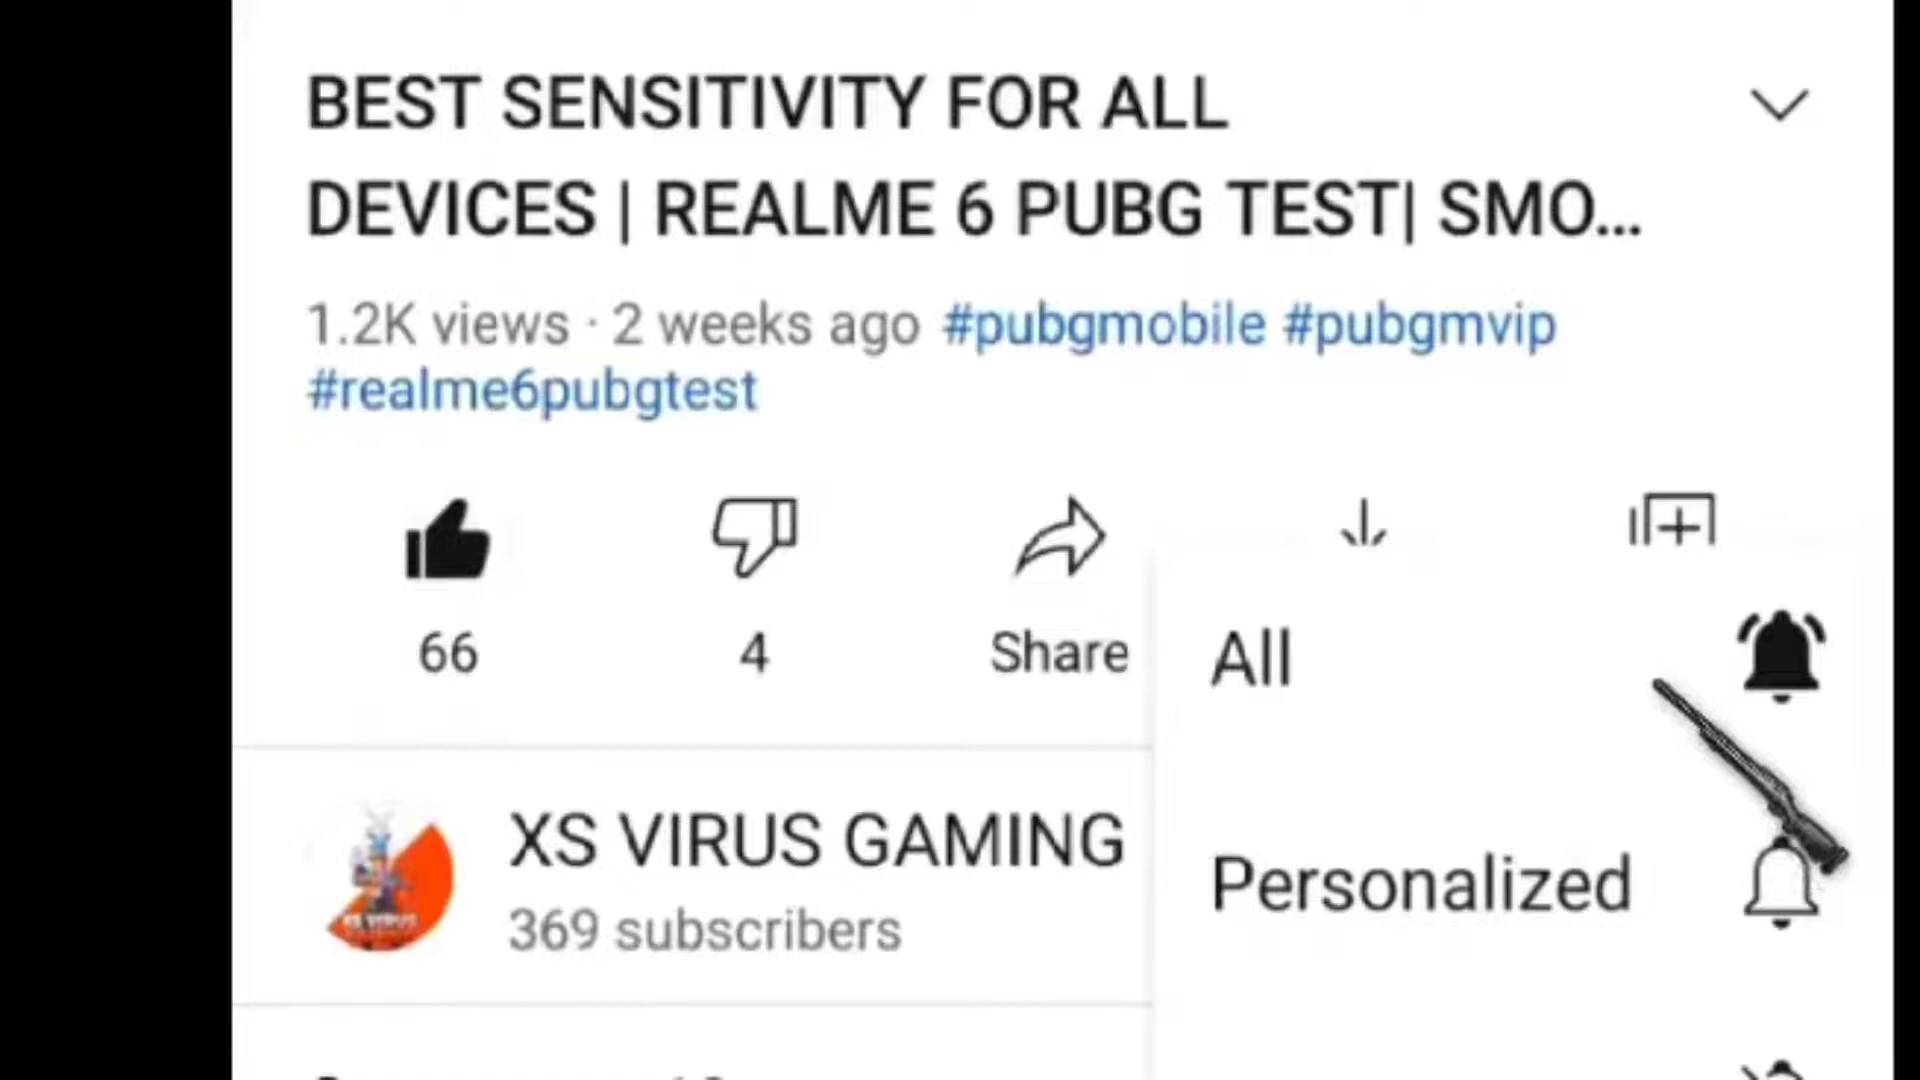 BEST SENSITIVITY FOR ALL
DEVICES | REALME 6 PUBG TEST| SMO...
1.2K views · 2 weeks ago #pubgmobile #pubgmvip
#realme6pubgtest
66
4
Share
All
XS VIRUS GAMING
369 subscribers
Personalized